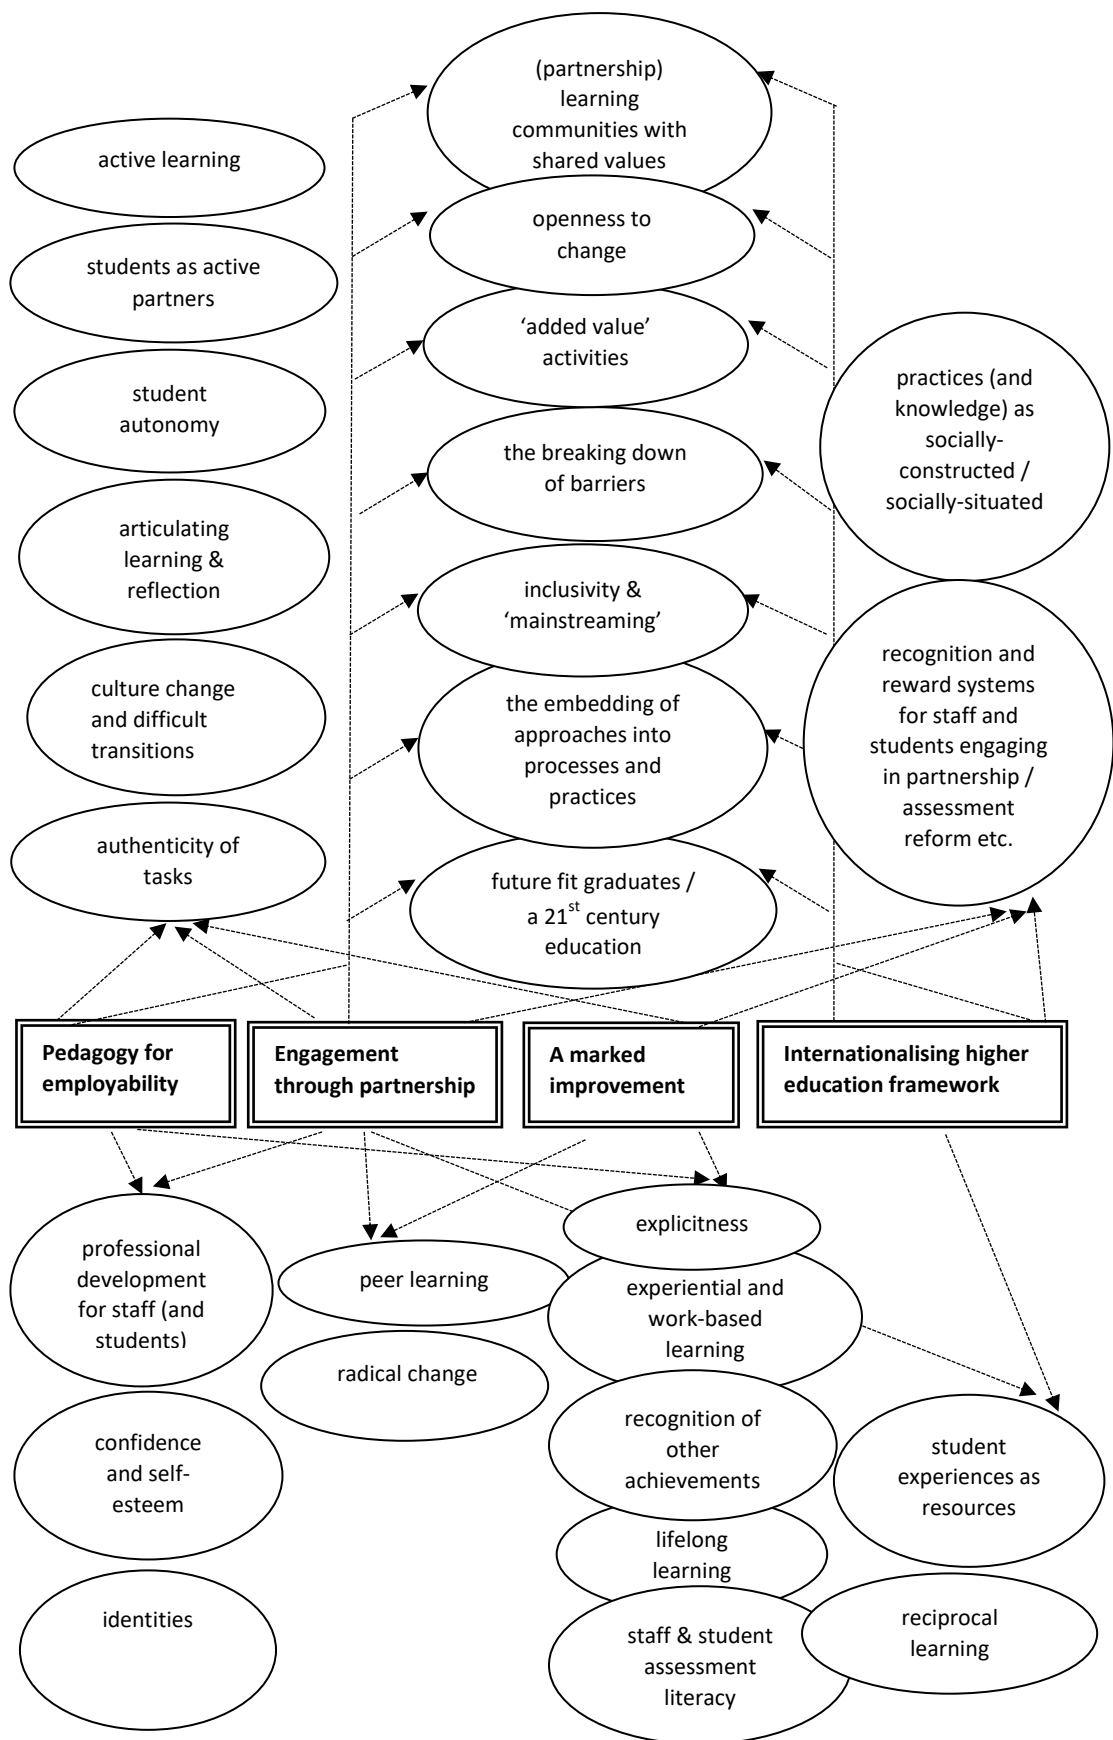 (partnership)
learning
communities with
shared values
active learning
openness to
change
students as active
partners
‘added value’
activities
student
autonomy
practices (and
knowledge) as
socially-
constructed /
socially-situated
the breaking down
of barriers
articulating
learning &
reflection
inclusivity &
‘mainstreaming’
recognition and
reward systems
for staff and
students engaging
in partnership /
assessment
reform etc.
culture change
and difficult
transitions
the embedding of
approaches into
processes and
practices
authenticity of
tasks
future fit graduates /
a 21st century
education
Pedagogy for
employability
Engagement
through partnership
A marked
improvement
Internationalising higher
education framework
professional
development
for staff (and
students)
peer learning
explicitness
experiential and
work-based
learning
radical change
confidence
and self-
esteem
recognition of
other
achievements
student
experiences as
resources
lifelong
learning
identities
staff & student
assessment
literacy
reciprocal
learning